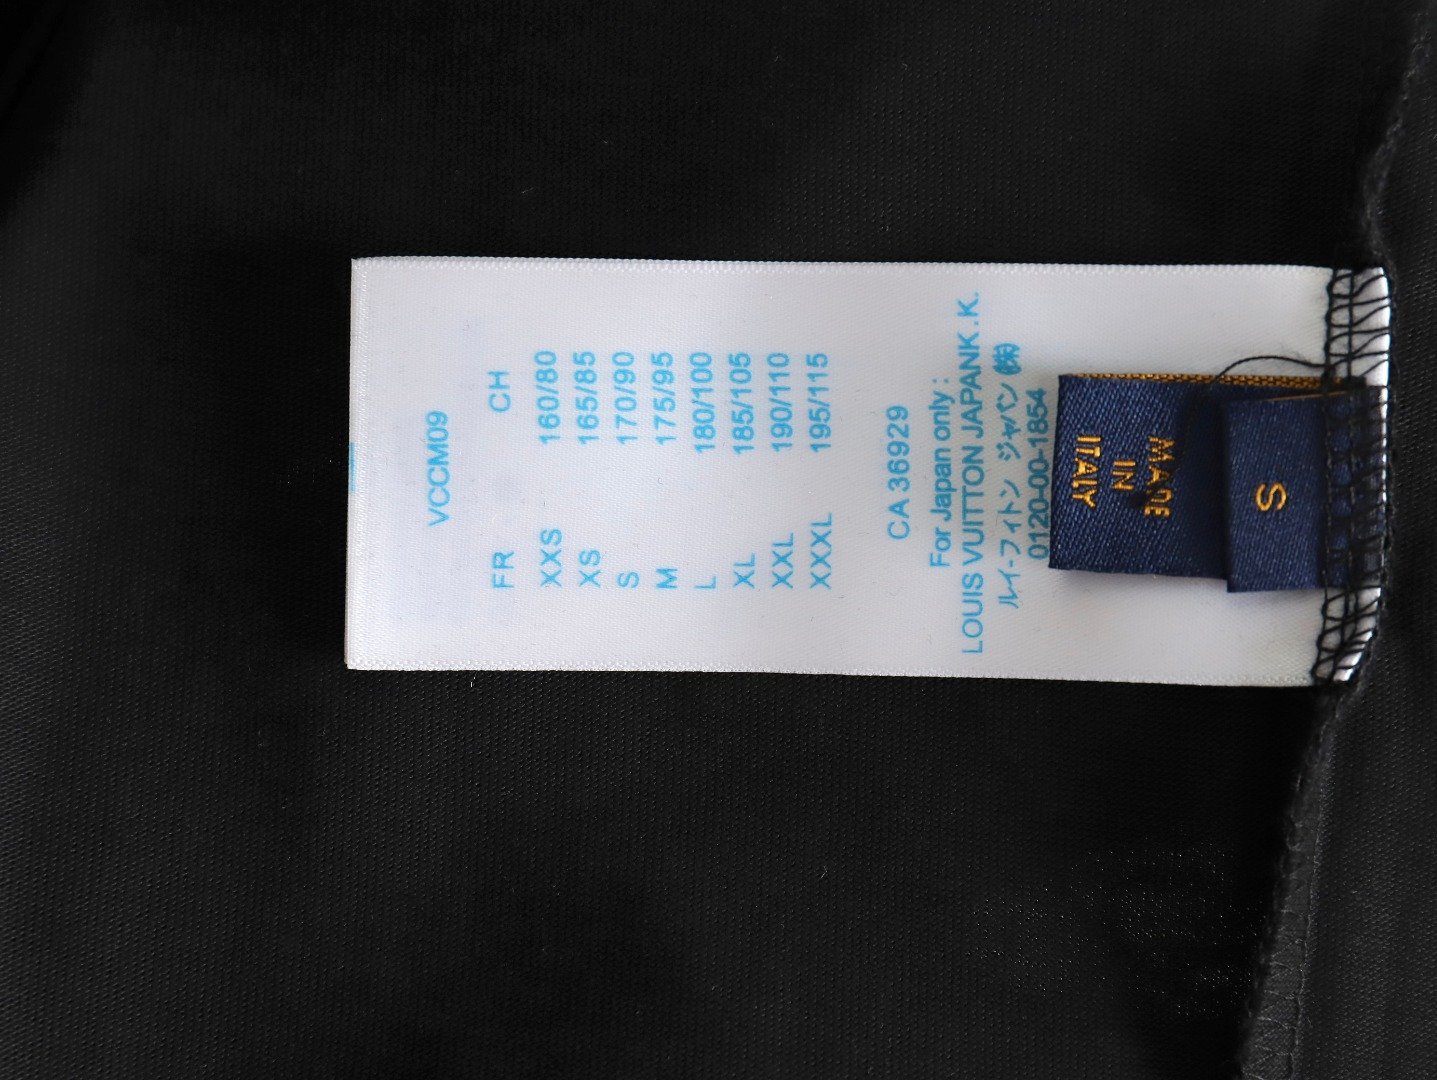 VCCM09
FR CH
XXS 160/80
XS 165/85
S 170/90
M 175/95
L 180/100
XL 185/105
XXL 190/110
XXXL 195/115
CA 36929
For Japan only :
LOUIS VUITTON JAPANK .K.
ルイ-フィトン ジャパン ㈱
0120-00-1854
MADE
IN
ITALY
S